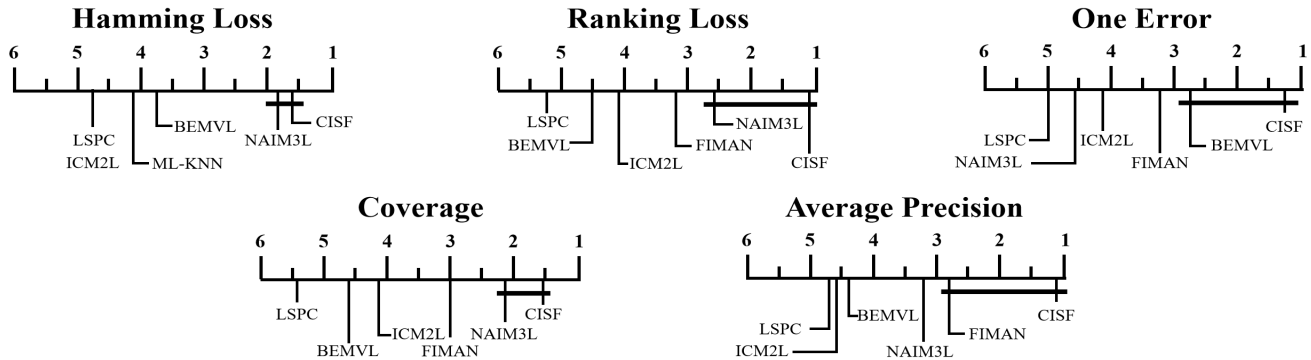 Hamming Loss
6 5 4 3 2 1
LSPC
ICM2L
ML-KNN
BEMVL
NAIM3L
CISF
Ranking Loss
6 5 4 3 2 1
LSPC
BEMVL
ICM2L
FIMAN
NAIM3L
CISF
One Error
6 5 4 3 2 1
LSPC
NAIM3L
ICM2L
FIMAN
BEMVL
CISF
Coverage
6 5 4 3 2 1
LSPC
BEMVL
ICM2L
FIMAN
NAIM3L
CISF
Average Precision
6 5 4 3 2 1
LSPC
ICM2L
BEMVL
NAIM3L
FIMAN
CISF